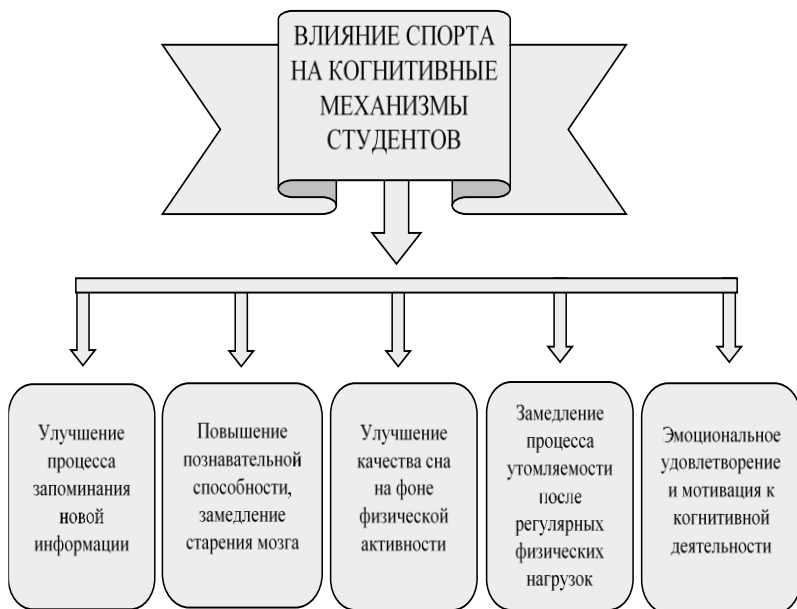 ВЛИЯНИЕ СПОРТА
НА КОГНИТИВНЫЕ
МЕХАНИЗМЫ
СТУДЕНТОВ
Улучшение
процесса
запоминания
новой
информации
Повышение
познавательной
способности,
замедление
старения мозга
Улучшение
качества сна
на фоне
физической
активности
Замедление
процесса
утомляемости
после
регулярных
физических
нагрузок
Эмоциональное
удовлетворение
и мотивация к
когнитивной
деятельности